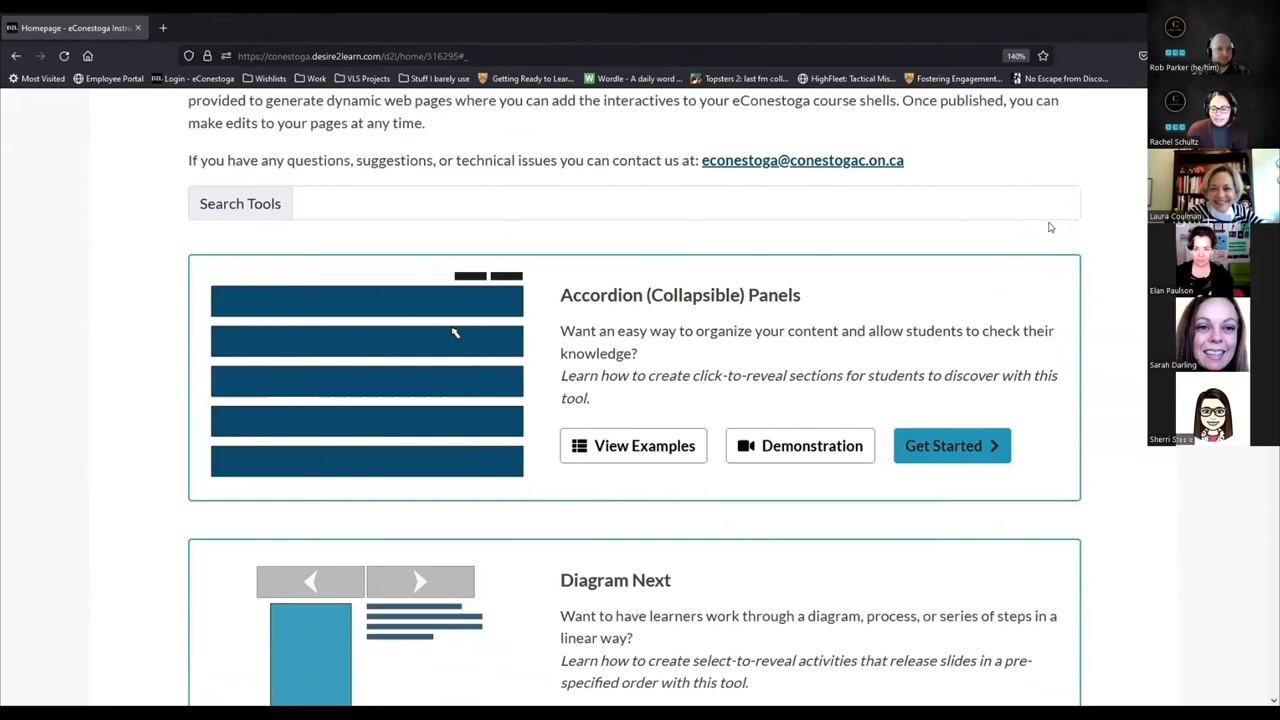 Homepage - eConestoga Instru
https://conestoga.desire2learn.com/d2l/home/316295#_
140%
Most Visited
Employee Portal
Login - eConestoga
Wishlists
Work
VLS Projects
Stuff I barely use
Getting Ready to Lear...
Wordle - A daily word ...
Topsters 2: last fm coll...
HighFleet: Tactical Mis...
Fostering Engagement...
No Escape from Disco...
provided to generate dynamic web pages where you can add the interactives to your eConestoga course shells. Once published, you can
make edits to your pages at any time.
If you have any questions, suggestions, or technical issues you can contact us at: econestoga@conestogac.on.ca
Search Tools
Accordion (Collapsible) Panels
Want an easy way to organize your content and allow students to check their
knowledge?
Learn how to create click-to-reveal sections for students to discover with this
tool.
View Examples
Demonstration
Get Started
Diagram Next
Want to have learners work through a diagram, process, or series of steps in a
linear way?
Learn how to create select-to-reveal activities that release slides in a pre-
specified order with this tool.
Rob Parker (he/him)
Rachel Schultz
Laura Coulman
Elan Paulson
Sarah Darling
Sherri Steele